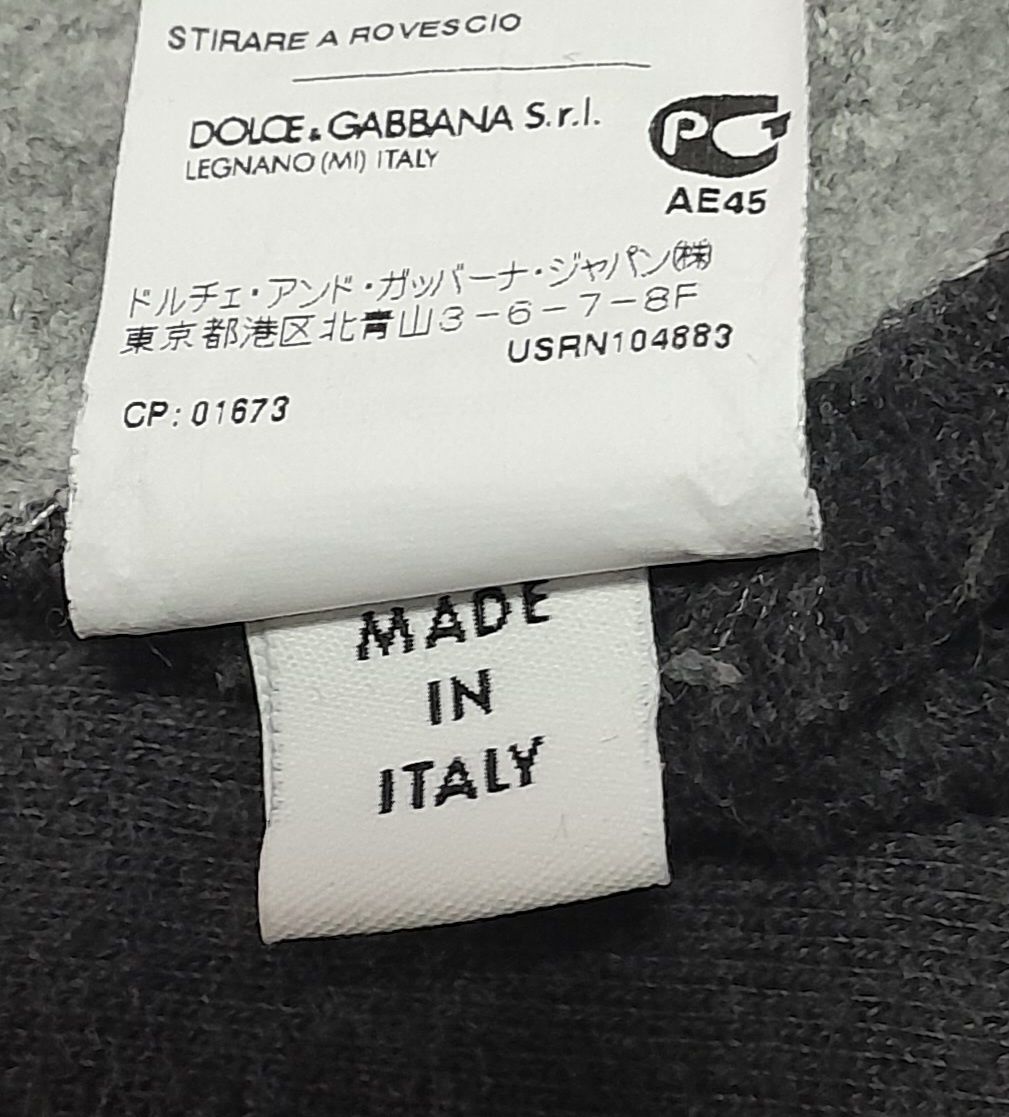 STIRARE A ROVESCIO
DOLCE & GABBANA S.r.l.
LEGNANO (MI) ITALY
PG
AE45
ドルチェ・アンド・ガッバーナ・ジャパン㈱
東京都港区北青山3-6-7-8F
USRN104883
CP: 01673
MADE
IN
ITALY